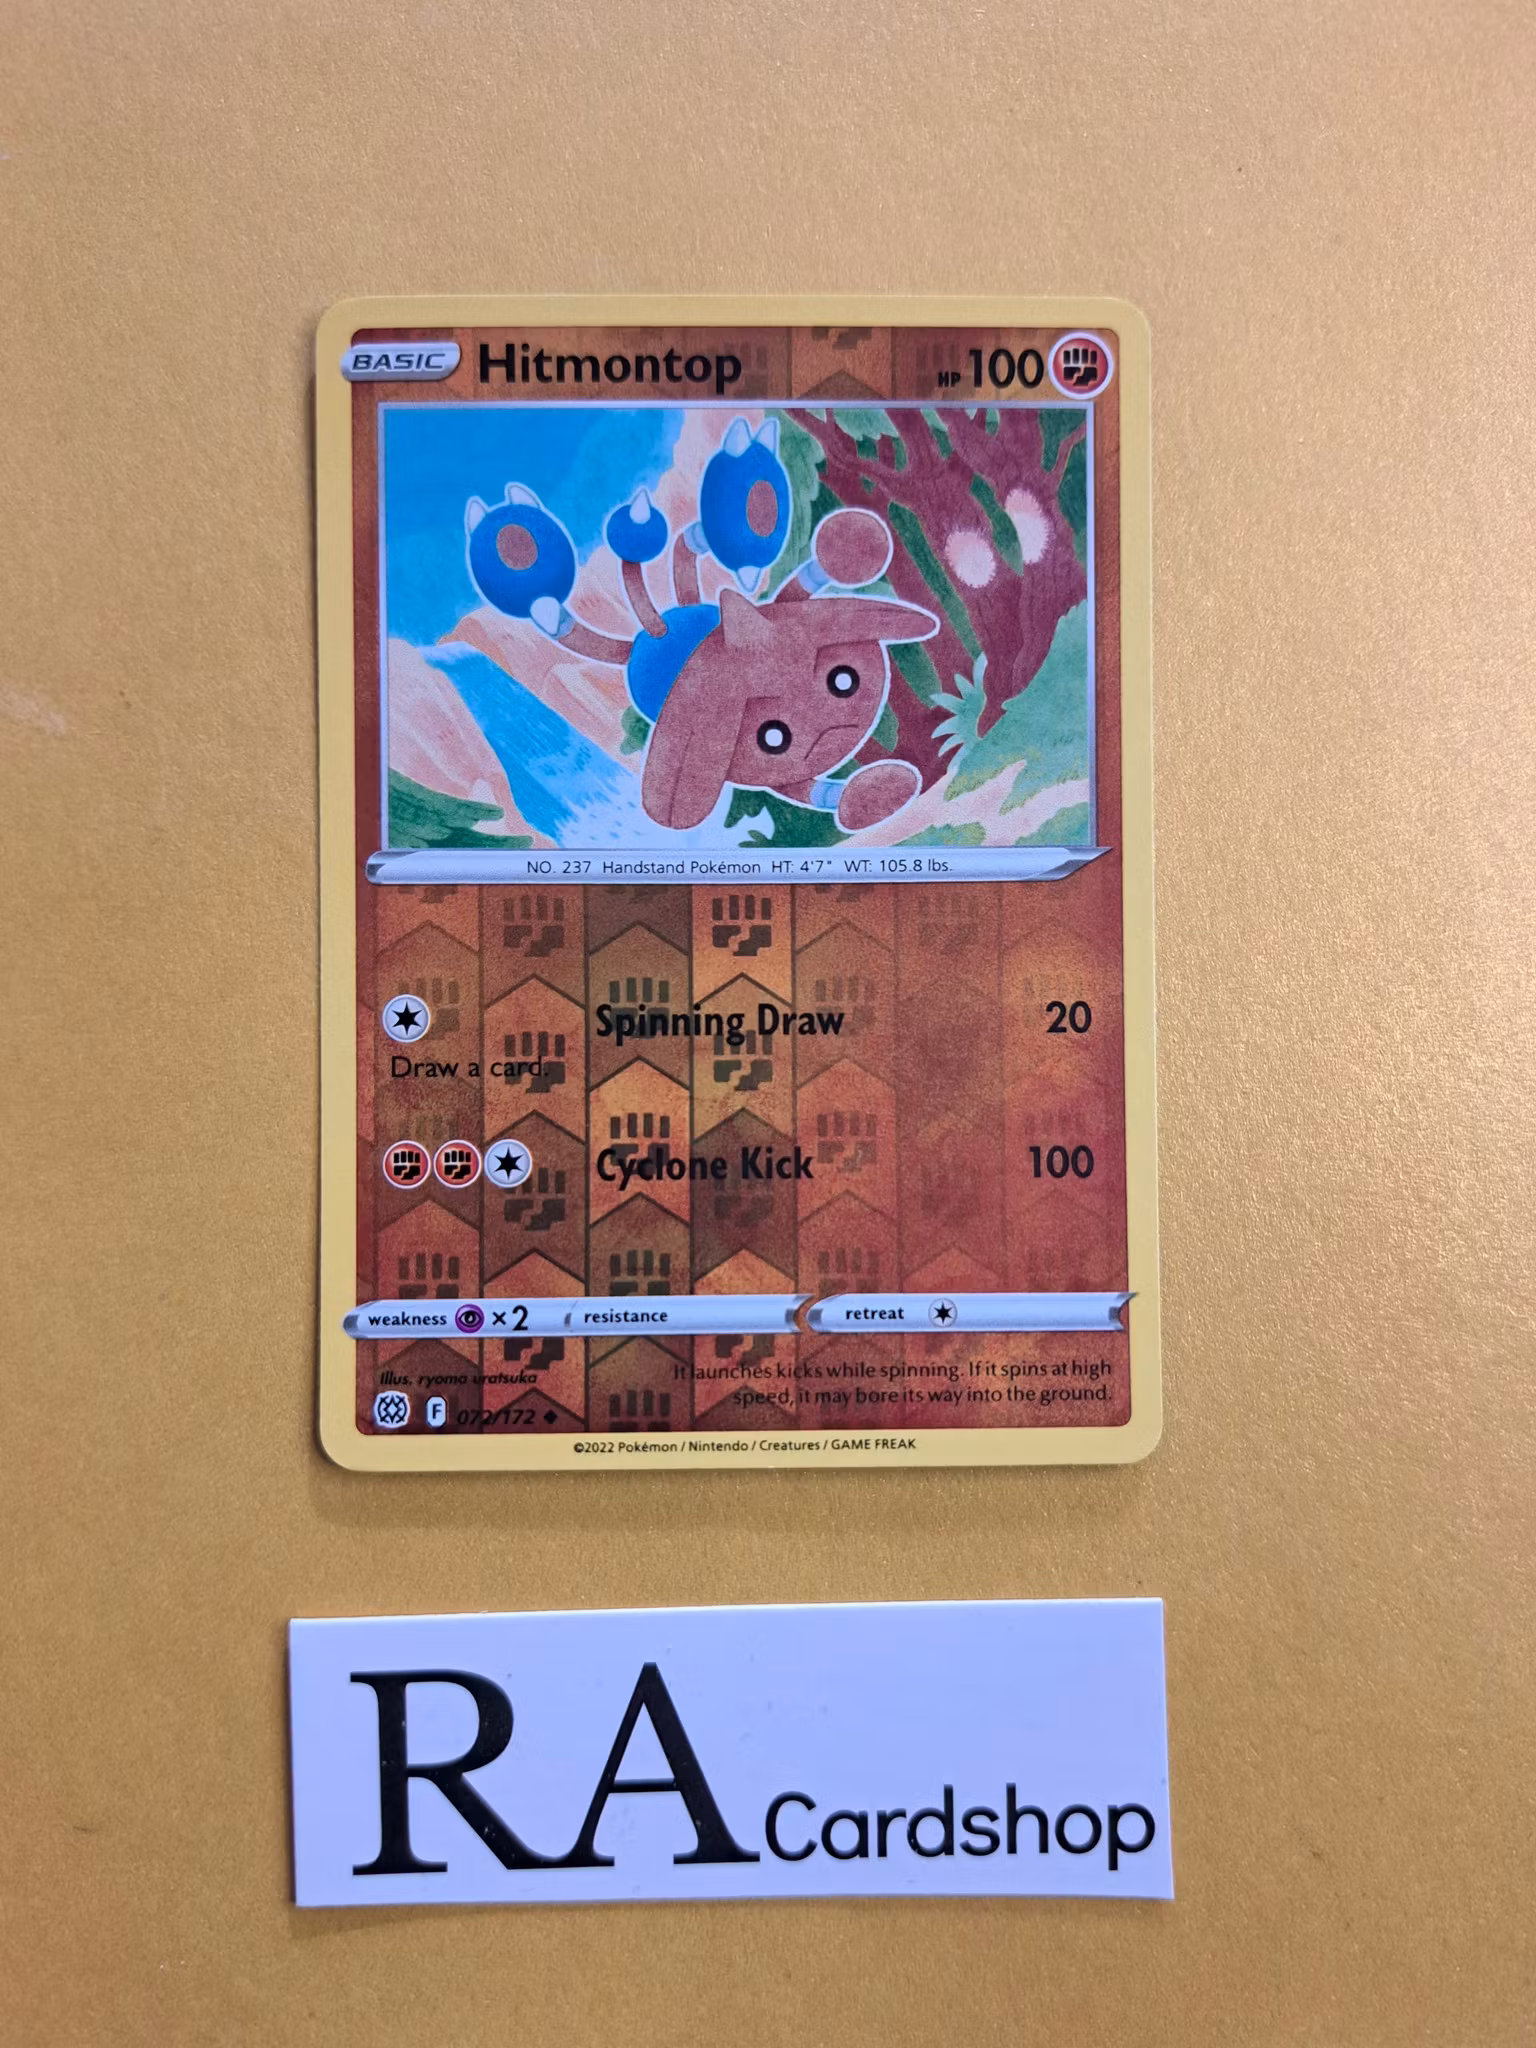 BASIC Hitmontop HP 100
NO. 237 Handstand Pokémon HT: 4'7" WT: 105.8 lbs.
Spinning Draw 20
Draw a card.
Cyclone Kick 100
weakness ×2 resistance retreat
Illus. ryoma uratsuka
It launches kicks while spinning. If it spins at high
speed, it may bore its way into the ground.
F 072/172
©2022 Pokémon / Nintendo / Creatures / GAME FREAK
RA Cardshop